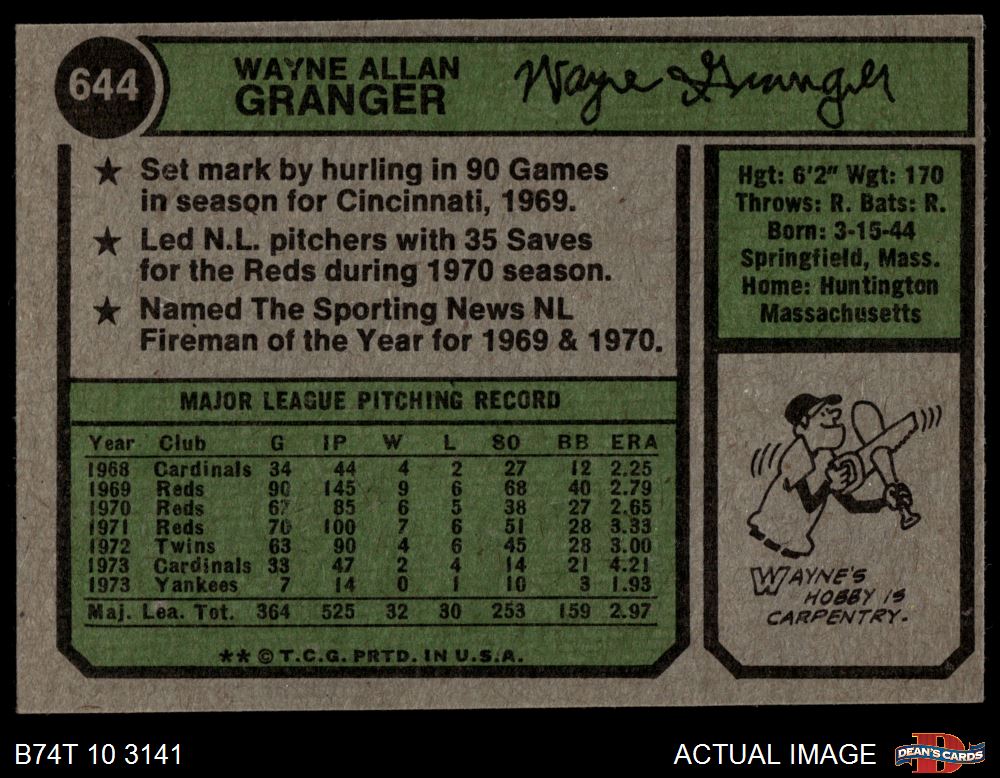 644
WAYNE ALLAN
GRANGER
Wayne Granger
★ Set mark by hurling in 90 Games
in season for Cincinnati, 1969.
★ Led N.L. pitchers with 35 Saves
for the Reds during 1970 season.
★ Named The Sporting News NL
Fireman of the Year for 1969 & 1970.
Hgt: 6'2" Wgt: 170
Throws: R. Bats: R.
Born: 3-15-44
Springfield, Mass.
Home: Huntington
Massachusetts
MAJOR LEAGUE PITCHING RECORD
Year Club G IP W L SO BB ERA
1968 Cardinals 34 44 4 2 27 12 2.25
1969 Reds 90 145 9 6 68 40 2.79
1970 Reds 67 85 6 5 38 27 2.65
1971 Reds 70 100 7 6 51 28 3.33
1972 Twins 63 90 4 6 45 28 3.00
1973 Cardinals 33 47 2 4 14 21 4.21
1973 Yankees 7 14 0 1 10 3 1.93
Maj. Lea. Tot. 364 525 32 30 253 159 2.97
** © T.C.G. PRTD. IN U.S.A.
WAYNE'S
HOBBY IS
CARPENTRY.
B74T 10 3141
ACTUAL IMAGE
DEAN'S CARDS